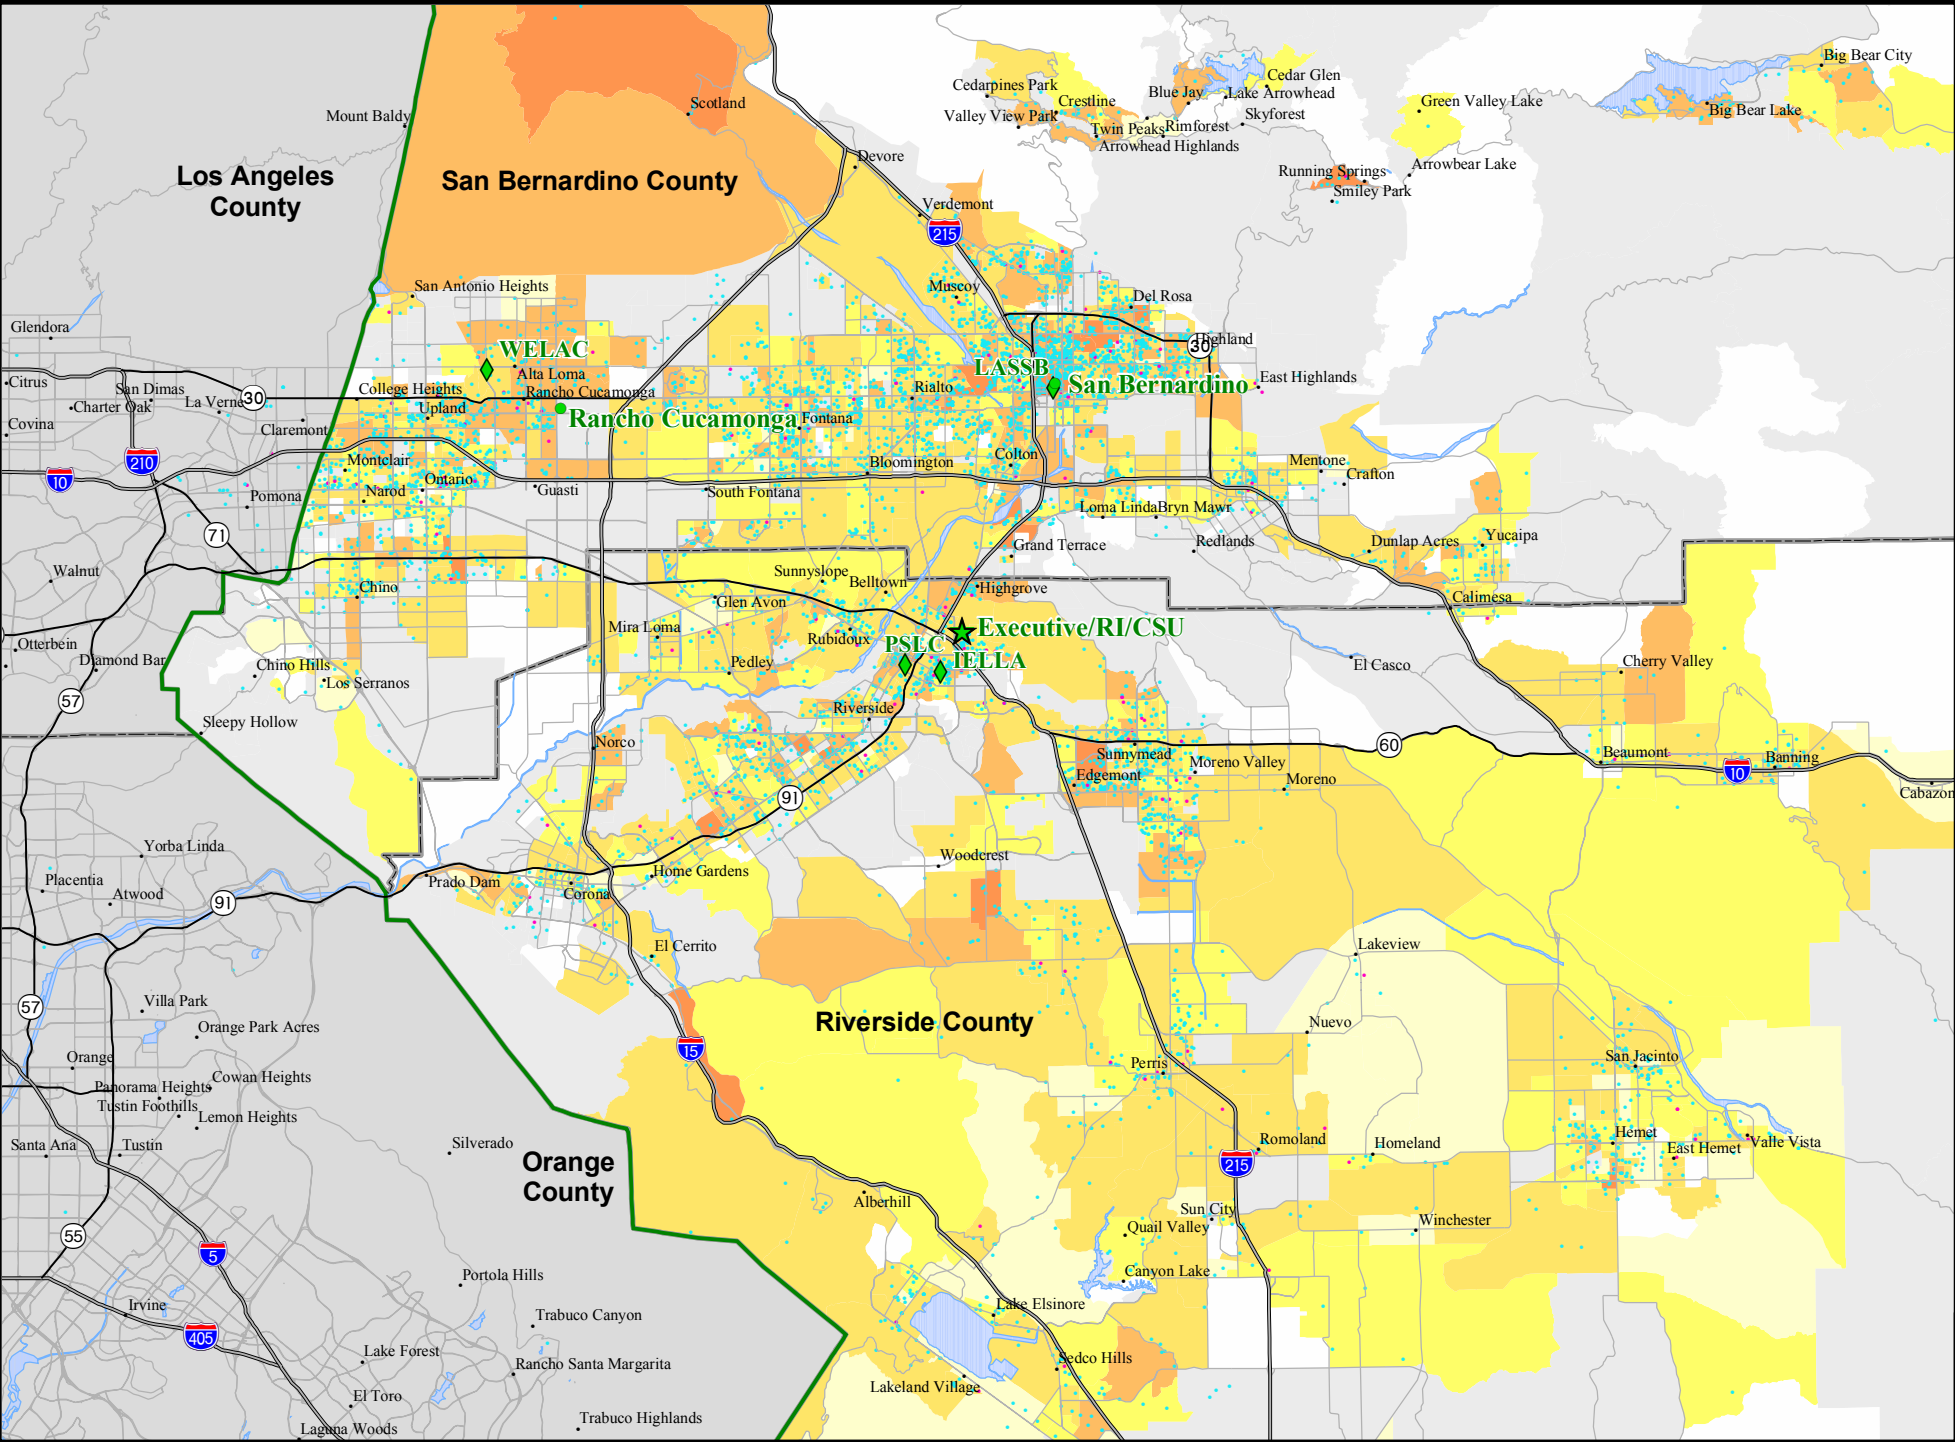 Big Bear City
Cedar Glen
Cedarpines Park
Blue Jay
Lake Arrowhead
Crestline
Green Valley Lake
Scotland
Big Bear Lake
Mount Baldy
Valley View Park
Skyforest
Twin Peaks
Rimforest
Arrowhead Highlands
Devore
Arrowbear Lake
Running Springs
Smiley Park
Los Angeles
County
San Bernardino County
Verdemont
215
San Antonio Heights
Muscoy
Del Rosa
Glendora
Highland
30
WELAC
LASSB
Alta Loma
Citrus
San Dimas
College Heights
Rancho Cucamonga
Rialto
San Bernardino
East Highlands
Charter Oak
La Verne
30
Upland
Rancho Cucamonga
Fontana
Covina
Claremont
210
Montclair
Bloomington
Colton
Mentone
Crafton
10
Pomona
Narod
Ontario
Guasti
South Fontana
Loma Linda
Bryn Mawr
71
Grand Terrace
Redlands
Dunlap Acres
Yucaipa
Walnut
Sunnyslope
Belltown
Chino
Highgrove
Glen Avon
Calimesa
Mira Loma
Rubidoux
Executive/RI/CSU
Otterbein
PSLC
IELLA
Diamond Bar
Chino Hills
Pedley
El Casco
Cherry Valley
Los Serranos
57
Riverside
Sleepy Hollow
Norco
60
Sunnymead
Beaumont
Banning
Moreno Valley
Edgemont
Moreno
10
Cabazon
91
Yorba Linda
Woodcrest
Placentia
Prado Dam
Home Gardens
Atwood
Corona
91
El Cerrito
Lakeview
Villa Park
57
Orange Park Acres
Riverside County
Nuevo
15
Orange
Perris
San Jacinto
Panorama Heights
Cowan Heights
Tustin Foothills
Lemon Heights
Santa Ana
Tustin
Silverado
Romoland
Homeland
Hemet
East Hemet
Valle Vista
Orange
County
215
Alberhill
Sun City
55
Quail Valley
Winchester
5
Portola Hills
Canyon Lake
Irvine
Trabuco Canyon
Lake Elsinore
405
Lake Forest
Rancho Santa Margarita
Sedco Hills
Lakeland Village
El Toro
Trabuco Highlands
Laguna Woods